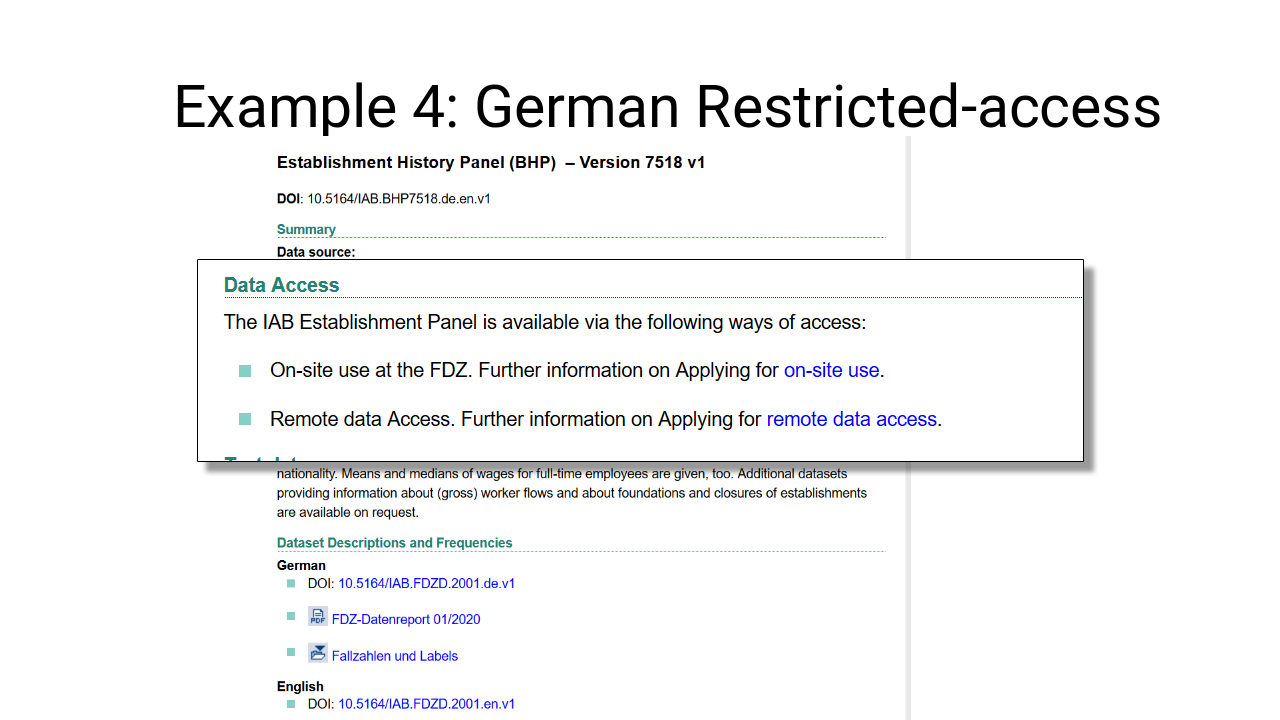 Example 4: German Restricted-access
Establishment History Panel (BHP) – Version 7518 v1
DOI: 10.5164/IAB.BHP7518.de.en.v1
Summary
Data source:
Data Access
The IAB Establishment Panel is available via the following ways of access:
On-site use at the FDZ. Further information on Applying for on-site use.
Remote data Access. Further information on Applying for remote data access.
nationality. Means and medians of wages for full-time employees are given, too. Additional datasets
providing information about (gross) worker flows and about foundations and closures of establishments
are available on request.
Dataset Descriptions and Frequencies
German
DOI: 10.5164/IAB.FDZD.2001.de.v1
PDF FDZ-Datenreport 01/2020
Fallzahlen und Labels
English
DOI: 10.5164/IAB.FDZD.2001.en.v1